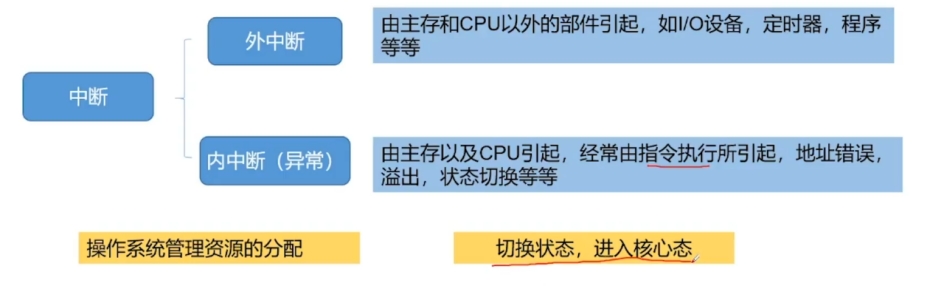 外中断
由主存和CPU以外的部件引起，如I/O设备，定时器，程序
等等
中断
内中断（异常）
由主存以及CPU引起，经常由指令执行所引起，地址错误，
溢出，状态切换等等
操作系统管理资源的分配
切换状态，进入核心态